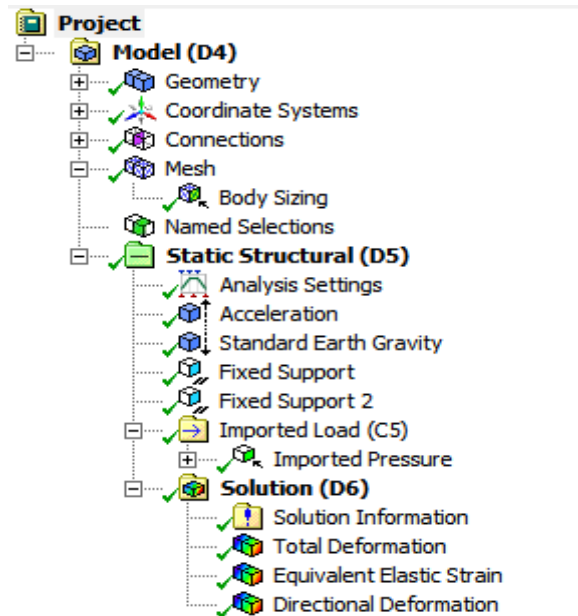 Project
Model (D4)
Geometry
Coordinate Systems
Connections
Mesh
Body Sizing
Named Selections
Static Structural (D5)
Analysis Settings
Acceleration
Standard Earth Gravity
Fixed Support
Fixed Support 2
Imported Load (C5)
Imported Pressure
Solution (D6)
Solution Information
Total Deformation
Equivalent Elastic Strain
Directional Deformation